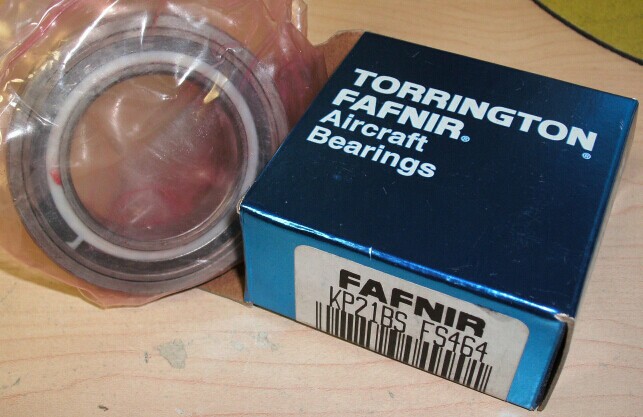 TORRINGTON®
FAFNIR®
Aircraft
Bearings
FAFNIR
KP21BS FS464